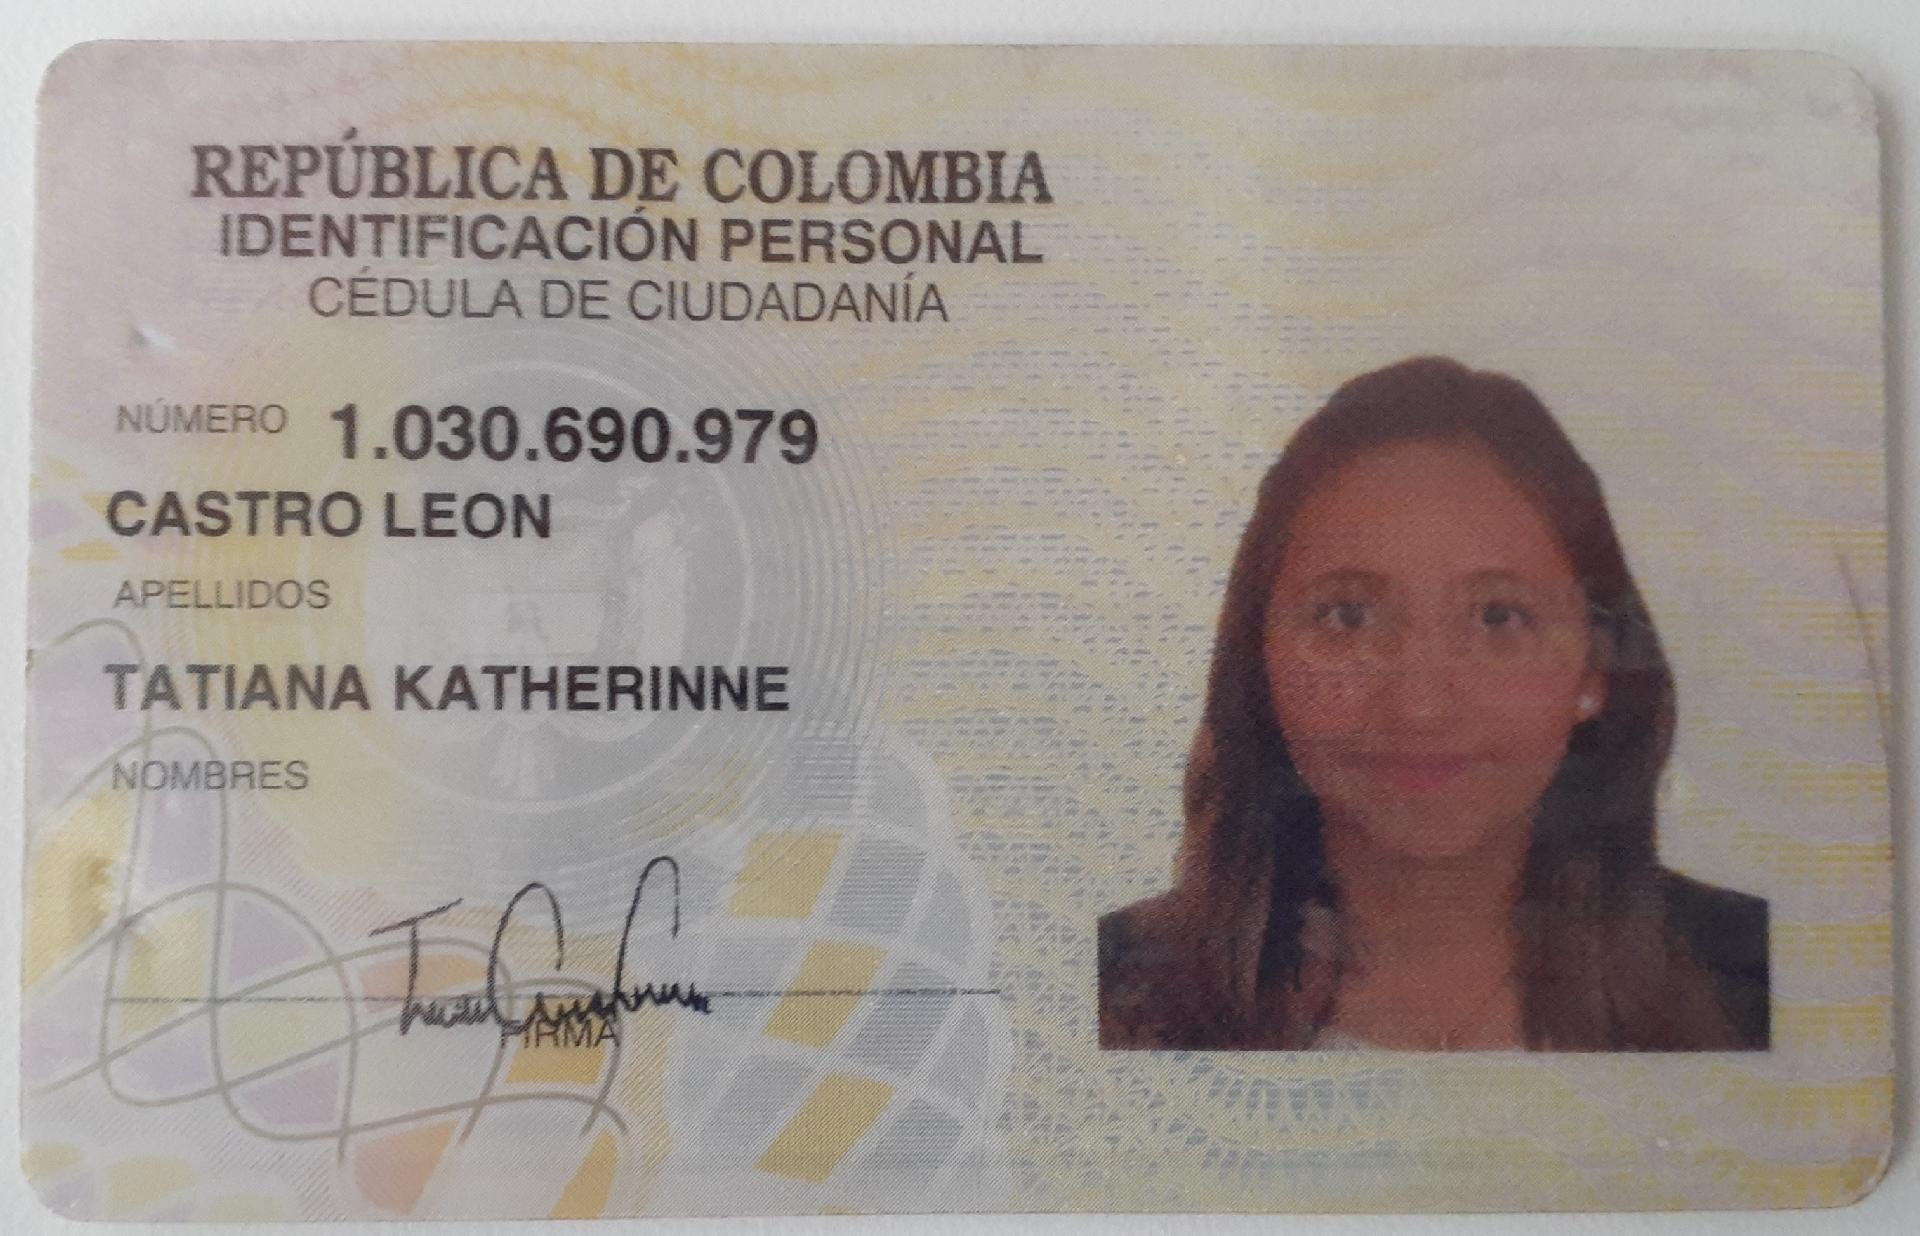 REPÚBLICA DE COLOMBIA
IDENTIFICACIÓN PERSONAL
CÉDULA DE CIUDADANÍA
NÚMERO 1.030.690.979
CASTRO LEON
APELLIDOS
TATIANA KATHERINNE
NOMBRES
FIRMA